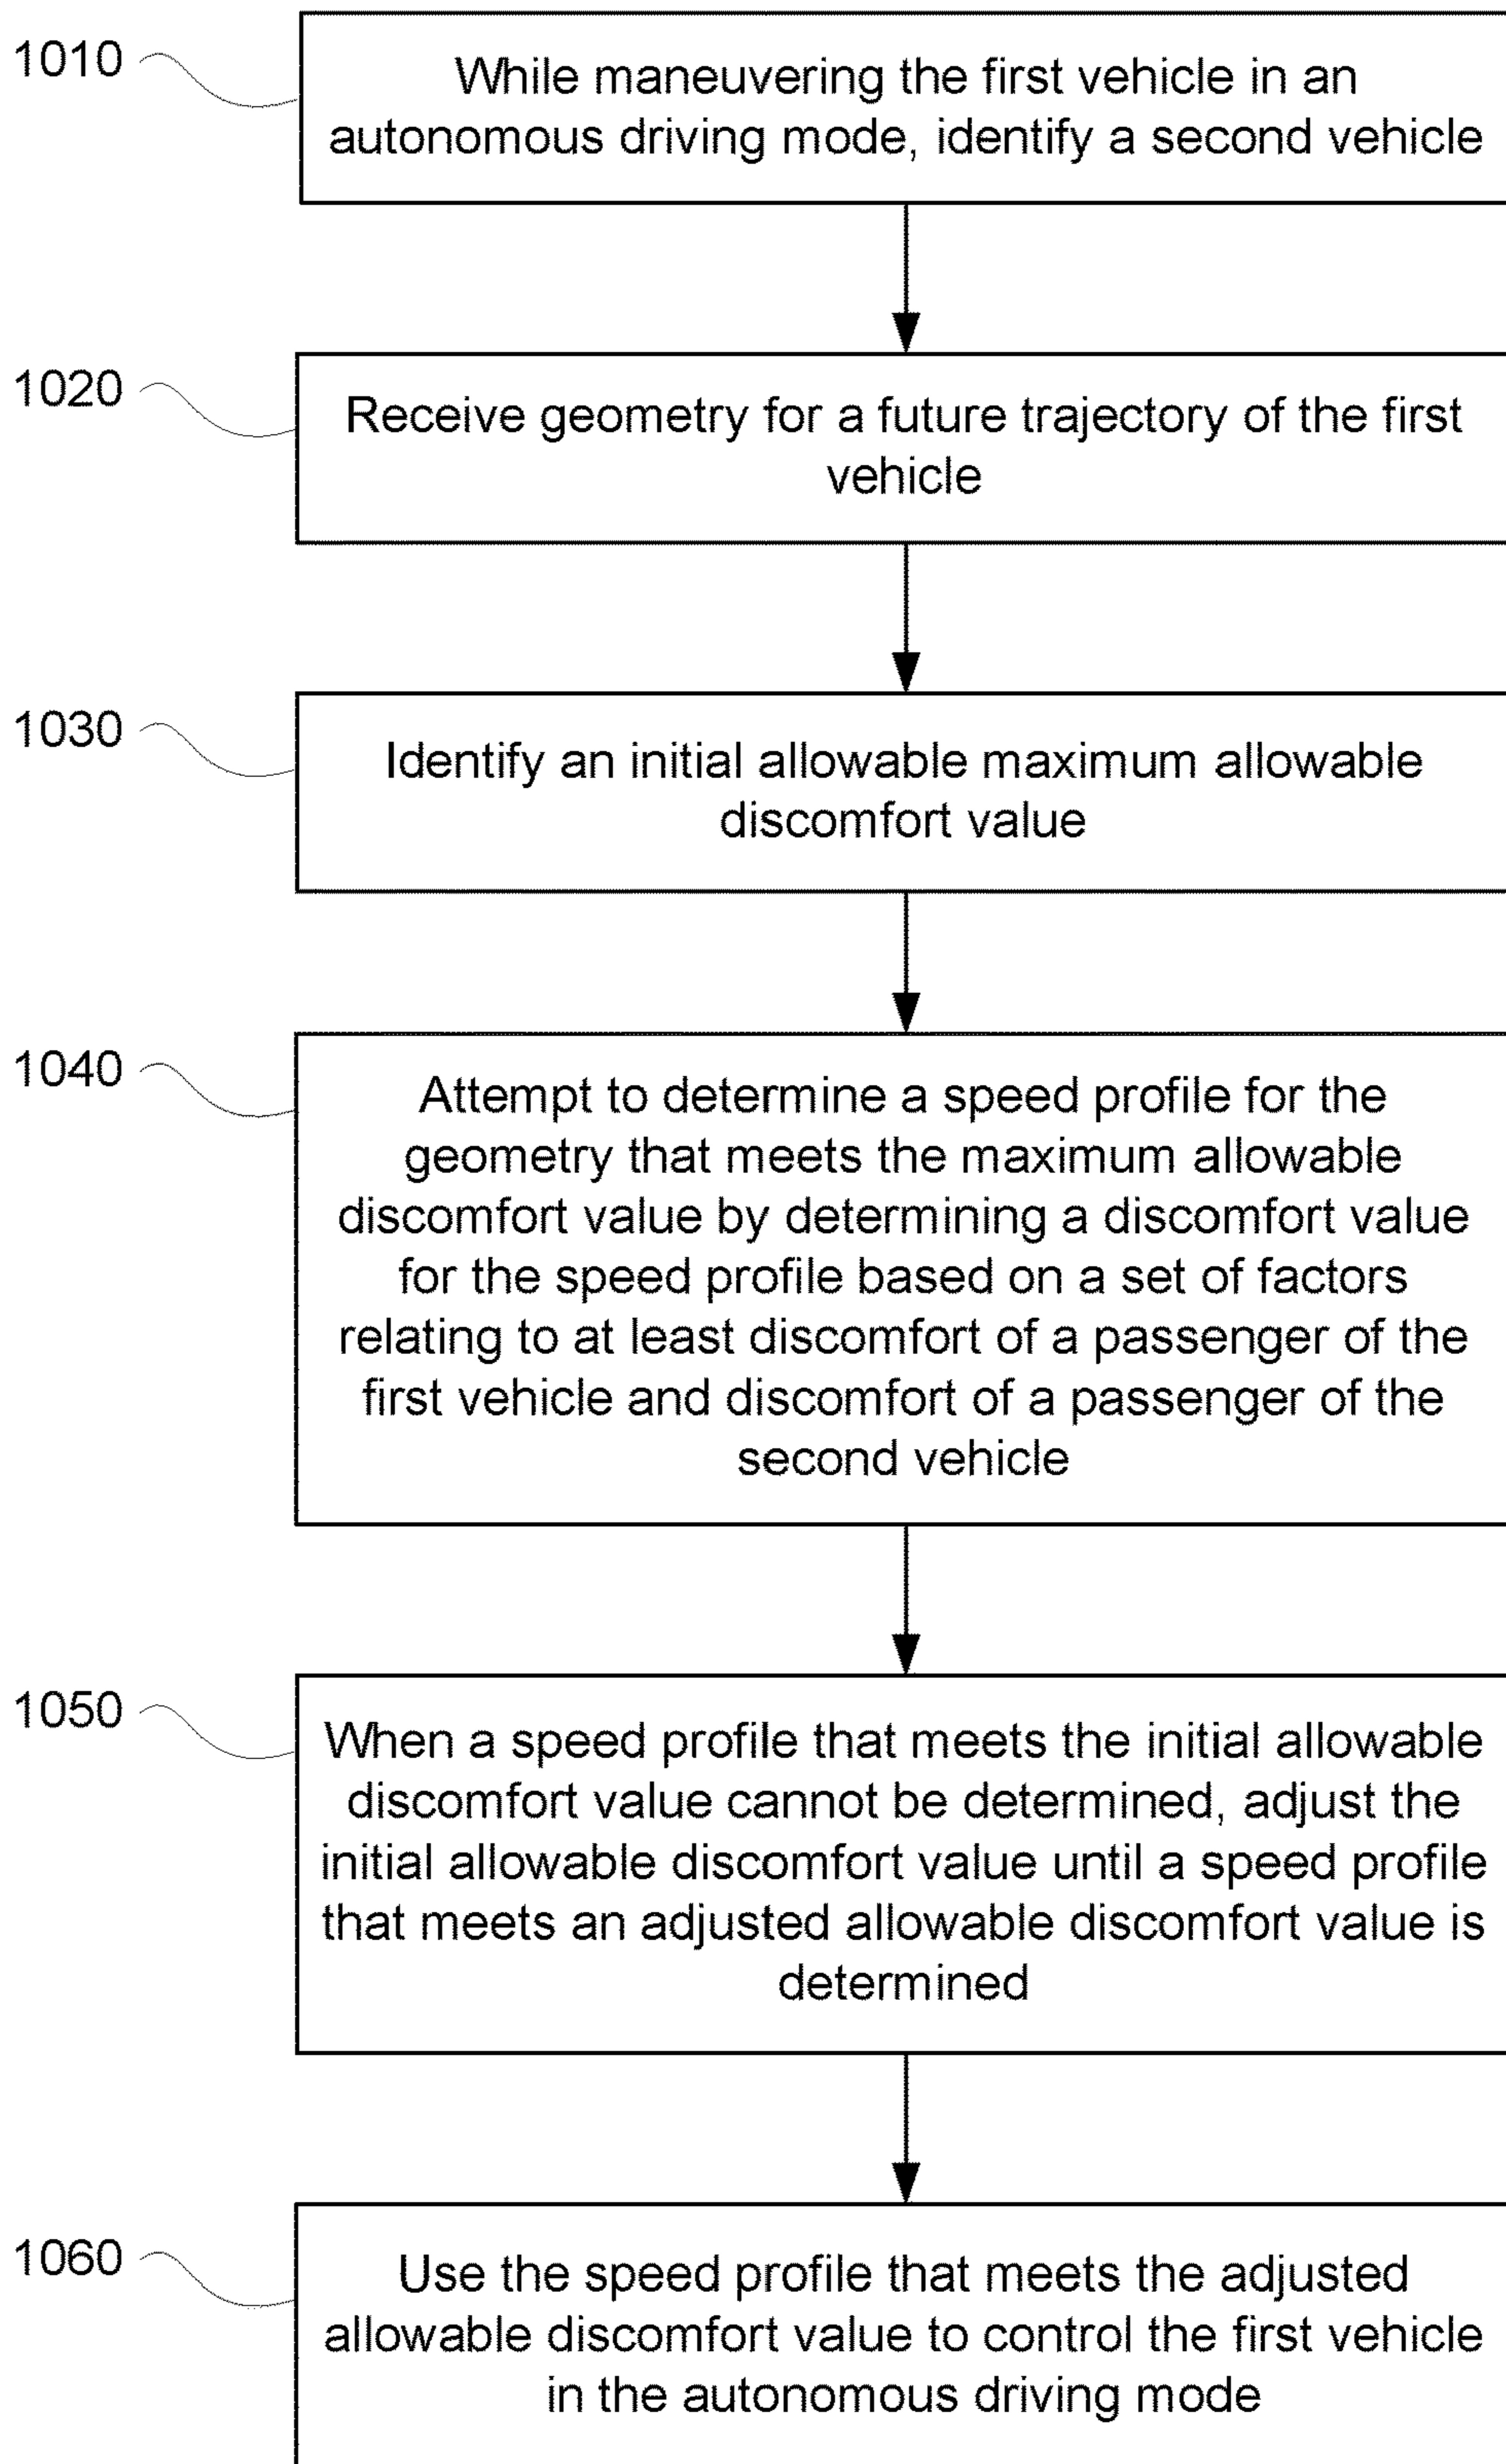 1010
While maneuvering the first vehicle in an
autonomous driving mode, identify a second vehicle
1020
Receive geometry for a future trajectory of the first
vehicle
1030
Identify an initial allowable maximum allowable
discomfort value
1040
Attempt to determine a speed profile for the
geometry that meets the maximum allowable
discomfort value by determining a discomfort value
for the speed profile based on a set of factors
relating to at least discomfort of a passenger of the
first vehicle and discomfort of a passenger of the
second vehicle
1050
When a speed profile that meets the initial allowable
discomfort value cannot be determined, adjust the
initial allowable discomfort value until a speed profile
that meets an adjusted allowable discomfort value is
determined
1060
Use the speed profile that meets the adjusted
allowable discomfort value to control the first vehicle
in the autonomous driving mode